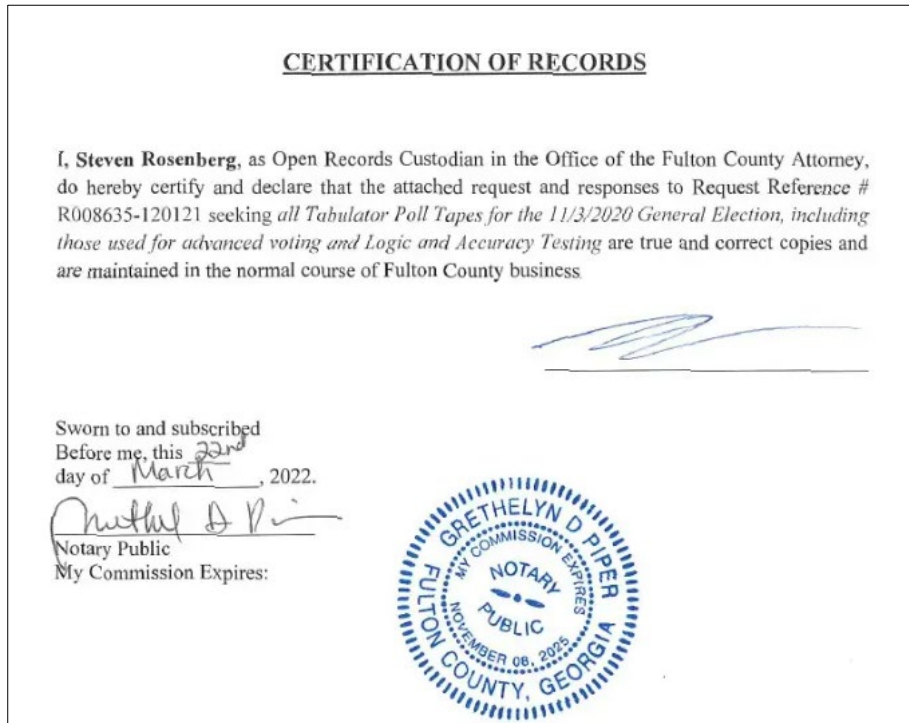 CERTIFICATION OF RECORDS
I, Steven Rosenberg, as Open Records Custodian in the Office of the Fulton County Attorney,
do hereby certify and declare that the attached request and responses to Request Reference #
R008635-120121 seeking all Tabulator Poll Tapes for the 11/3/2020 General Election, including
those used for advanced voting and Logic and Accuracy Testing are true and correct copies and
are maintained in the normal course of Fulton County business.
Sworn to and subscribed
Before me, this 22nd
day of March, 2022.
Notary Public
My Commission Expires:
GRETHELYN D PIPER
MY COMMISSION EXPIRES
NOTARY
PUBLIC
NOVEMBER 08, 2025
FULTON COUNTY, GEORGIA